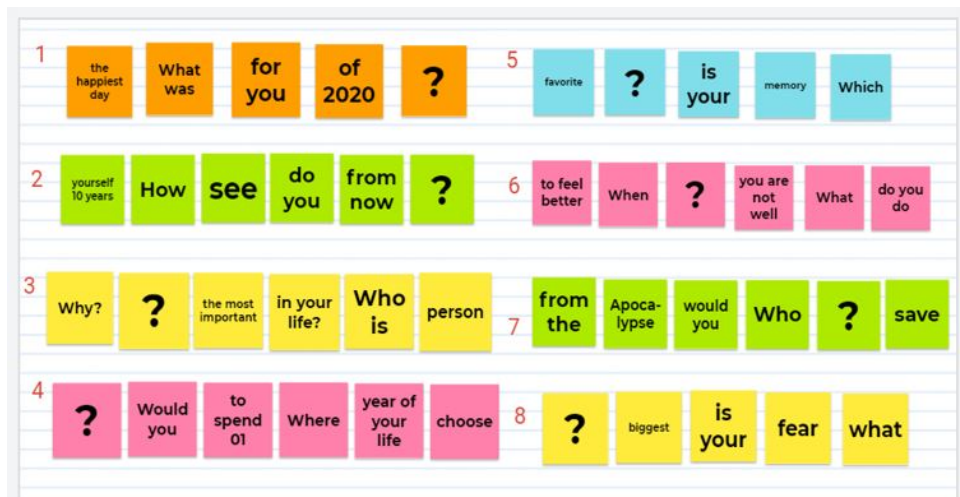 1
the
happiest
day
What
was
for
you
of
2020
?
2
yourself
10 years
How
see
do
you
from
now
?
3
Why?
?
the most
important
in your
life?
Who
is
person
4
?
Would
you
to
spend
01
Where
year of
your
life
choose
5
favorite
?
is
your
memory
Which
6
to feel
better
When
?
you are
not
well
What
do you
do
7
from
the
Apoca-
lypse
would
you
Who
?
save
8
?
biggest
is
your
fear
what